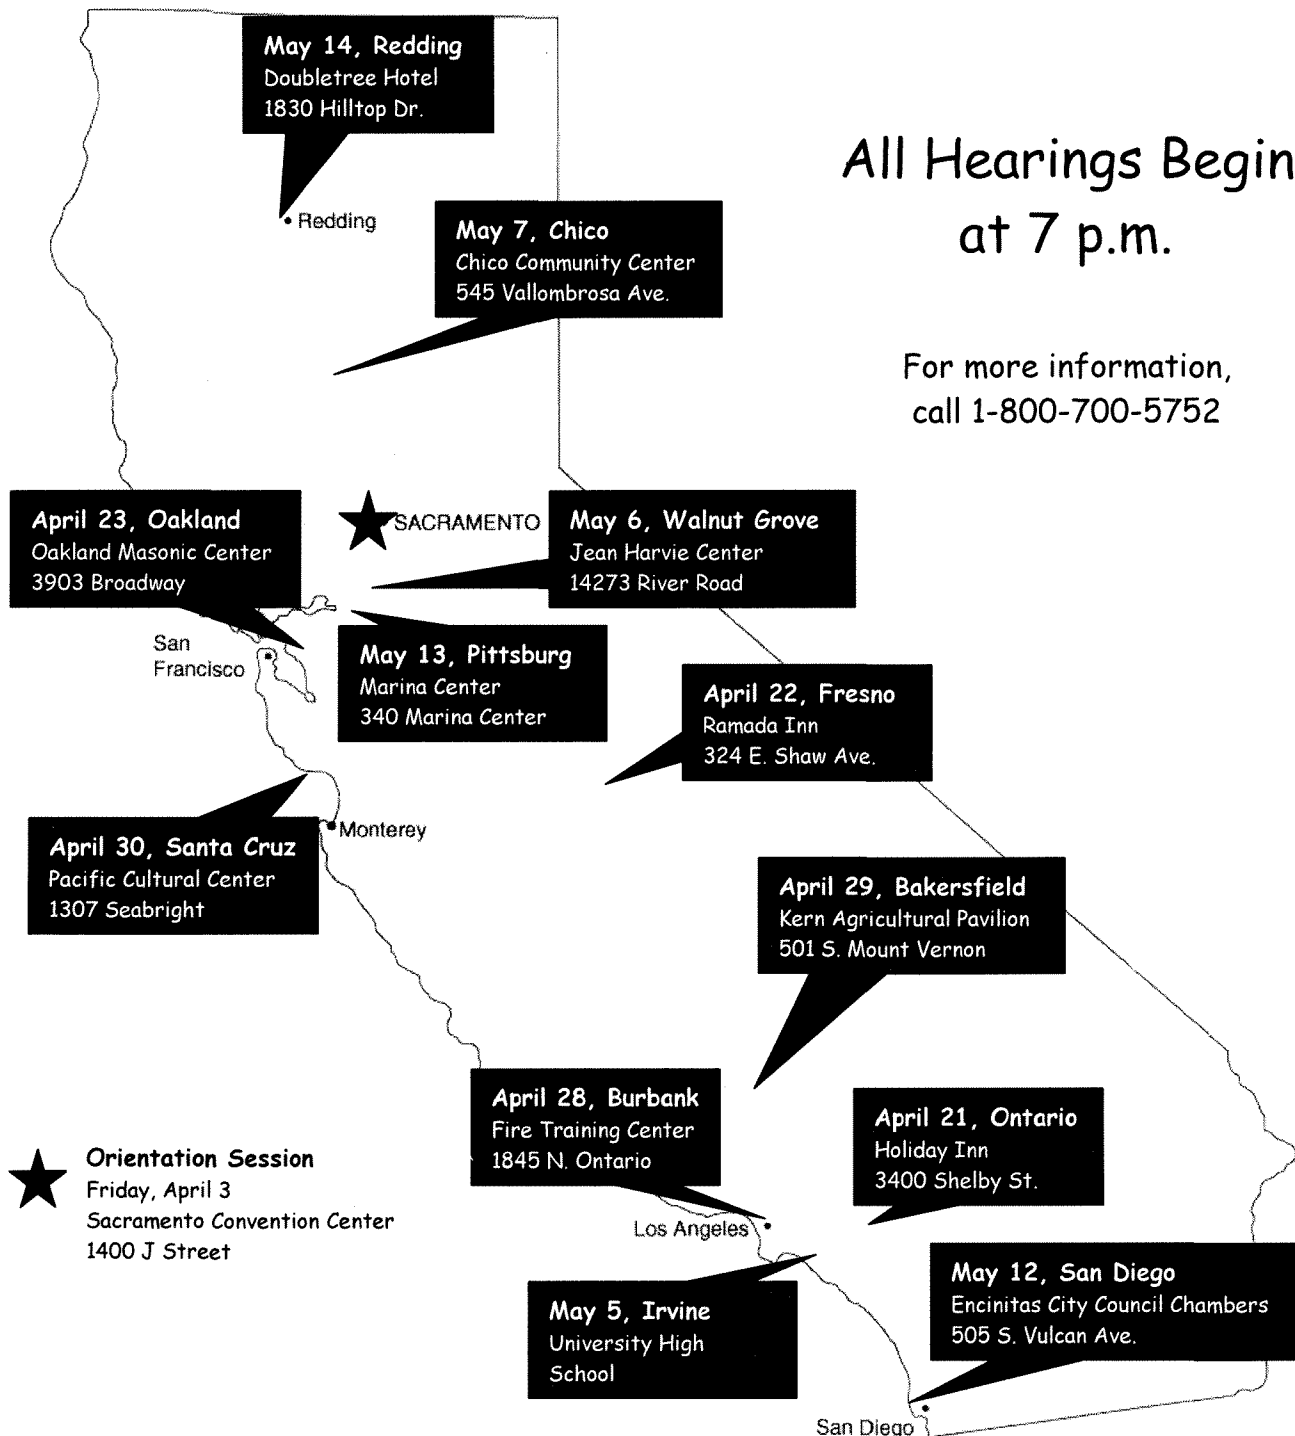 May 14, Redding
Doubletree Hotel
1830 Hilltop Dr.
All Hearings Begin
at 7 p.m.
Redding
May 7, Chico
Chico Community Center
545 Vallombrosa Ave.
For more information,
call 1-800-700-5752
April 23, Oakland
Oakland Masonic Center
3903 Broadway
SACRAMENTO
May 6, Walnut Grove
Jean Harvie Center
14273 River Road
San
Francisco
May 13, Pittsburg
Marina Center
340 Marina Center
April 22, Fresno
Ramada Inn
324 E. Shaw Ave.
April 30, Santa Cruz
Pacific Cultural Center
1307 Seabright
Monterey
April 29, Bakersfield
Kern Agricultural Pavilion
501 S. Mount Vernon
April 28, Burbank
Fire Training Center
1845 N. Ontario
April 21, Ontario
Holiday Inn
3400 Shelby St.
Orientation Session
Friday, April 3
Sacramento Convention Center
1400 J Street
Los Angeles
May 5, Irvine
University High
School
May 12, San Diego
Encinitas City Council Chambers
505 S. Vulcan Ave.
San Diego